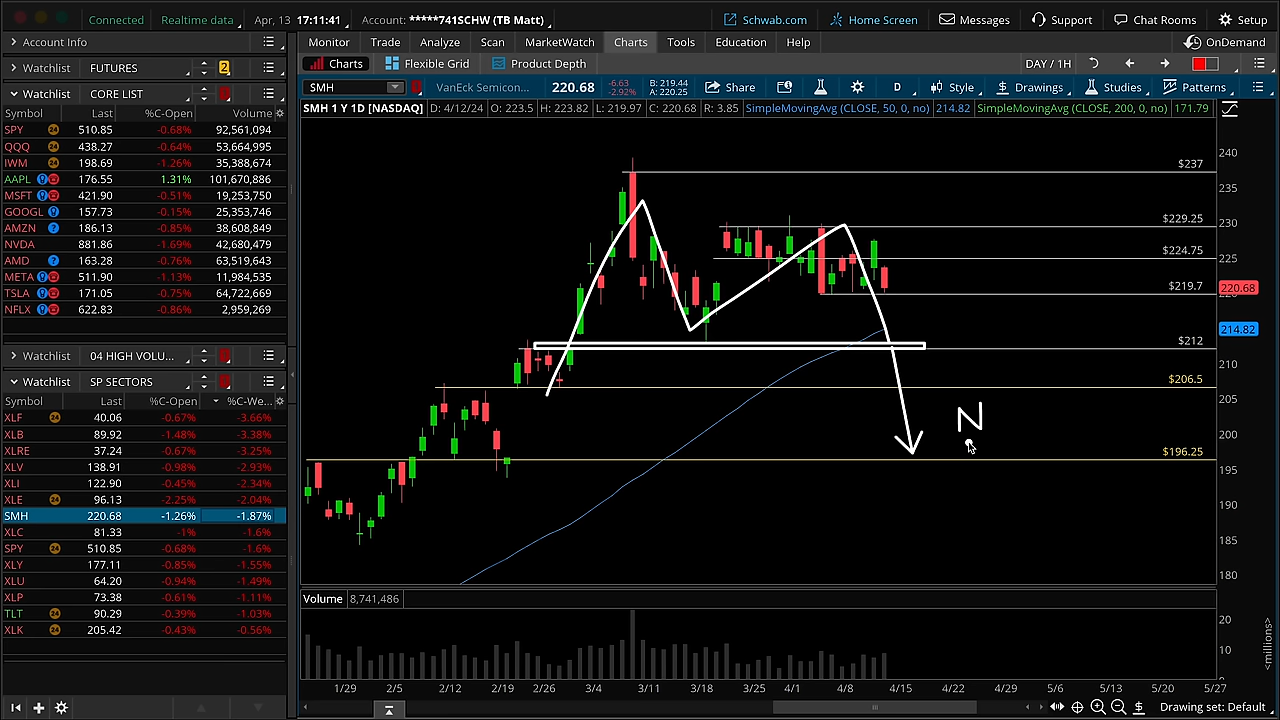 Connected Realtime data Apr, 13 17:11:41 Account: *****741SCHW (TB Matt) Schwab.com Home Screen Messages Support Chat Rooms Setup
Account Info
Monitor Trade Analyze Scan MarketWatch Charts Tools Education Help OnDemand
Watchlist FUTURES 2
Charts Flexible Grid Product Depth DAY / 1H
Watchlist CORE LIST
SMH VanEck Semicon... 220.68 -6.63 -2.92% B: 219.44 A: 220.25 Share D Style Drawings Studies Patterns
SMH 1 Y 1D [NASDAQ] D: 4/12/24 O: 223.5 H: 223.82 L: 219.97 C: 220.68 R: 3.85 SimpleMovingAvg (CLOSE, 50, 0, no) 214.82 SimpleMovingAvg (CLOSE, 200, 0, no) 171.79
Symbol Last %C-Open Volume
SPY 24 510.85 -0.68% 92,561,094
QQQ 24 438.27 -0.64% 53,664,995
IWM 24 198.69 -1.26% 35,388,674
AAPL 176.55 1.31% 101,670,886
MSFT 421.90 -0.51% 19,253,750
GOOGL 157.73 -0.15% 25,353,746
AMZN ? 186.13 -0.85% 38,608,849
NVDA 881.86 -1.69% 42,680,479
AMD ? 163.28 -0.76% 63,519,643
META 511.90 -1.13% 11,984,535
TSLA 171.05 -0.75% 64,722,669
NFLX 622.83 -0.86% 2,959,269
Watchlist 04 HIGH VOLU...
Watchlist SP SECTORS
Symbol Last %C-Open %C-We...
XLF 24 40.06 -0.67% -3.66%
XLB 89.92 -1.48% -3.38%
XLRE 37.24 -0.67% -3.25%
XLV 138.91 -0.98% -2.93%
XLI 122.90 -0.45% -2.34%
XLE 24 96.13 -2.25% -2.04%
SMH 220.68 -1.26% -1.87%
XLC 81.33 -1% -1.6%
SPY 24 510.85 -0.68% -1.6%
XLY 177.11 -0.85% -1.55%
XLU 64.20 -0.94% -1.49%
XLP 73.38 -0.61% -1.11%
TLT 24 90.29 -0.39% -1.03%
XLK 24 205.42 -0.43% -0.56%
240
$237
235
$229.25
230
$224.75
225
$219.7
220.68
214.82
$212
210
$206.5
205
N
200
$196.25
195
190
185
180
Volume 8,741,486
20
10
<millions>
1/29 2/5 2/12 2/19 2/26 3/4 3/11 3/18 3/25 4/1 4/8 4/15 4/22 4/29 5/6 5/13 5/20 5/27
Drawing set: Default